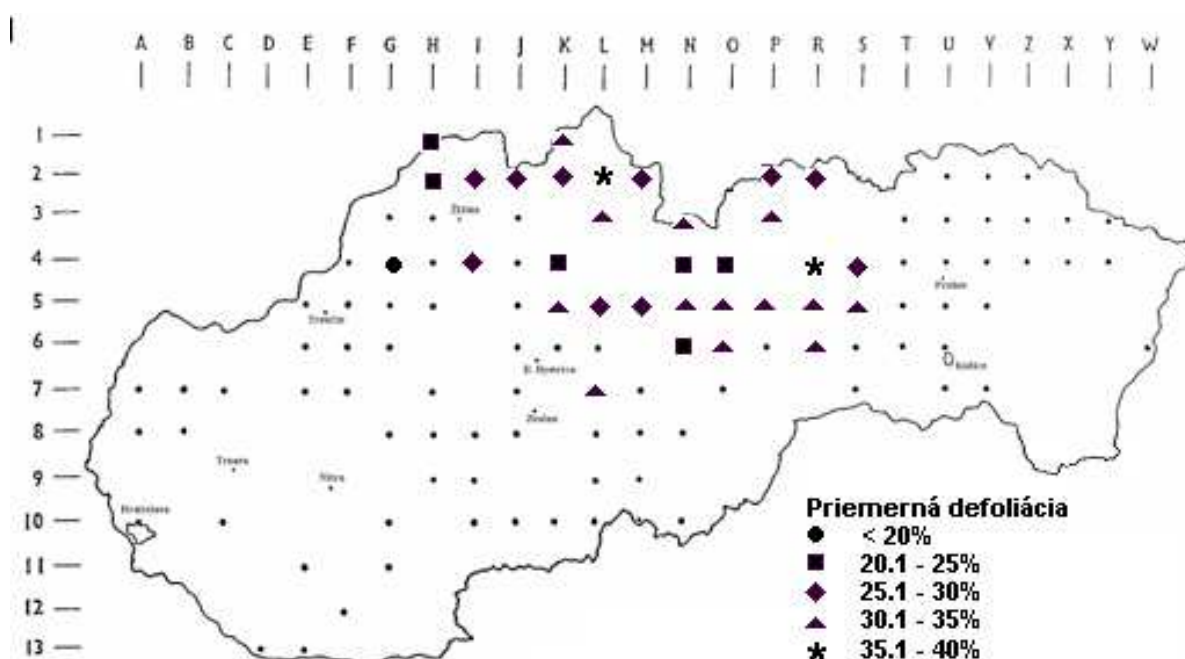 A B C D E F G H I J K L M N O P R S T U V Z X Y W
1
2
3
Žilina
4
Prešov
5
Trenčín
6
B. Bystrica
Košice
7
Zvolen
8
Trnava
9
Nitra
Bratislava
10
Priemerná defoliácia
< 20%
11
20.1 - 25%
25.1 - 30%
12
30.1 - 35%
13
35.1 - 40%